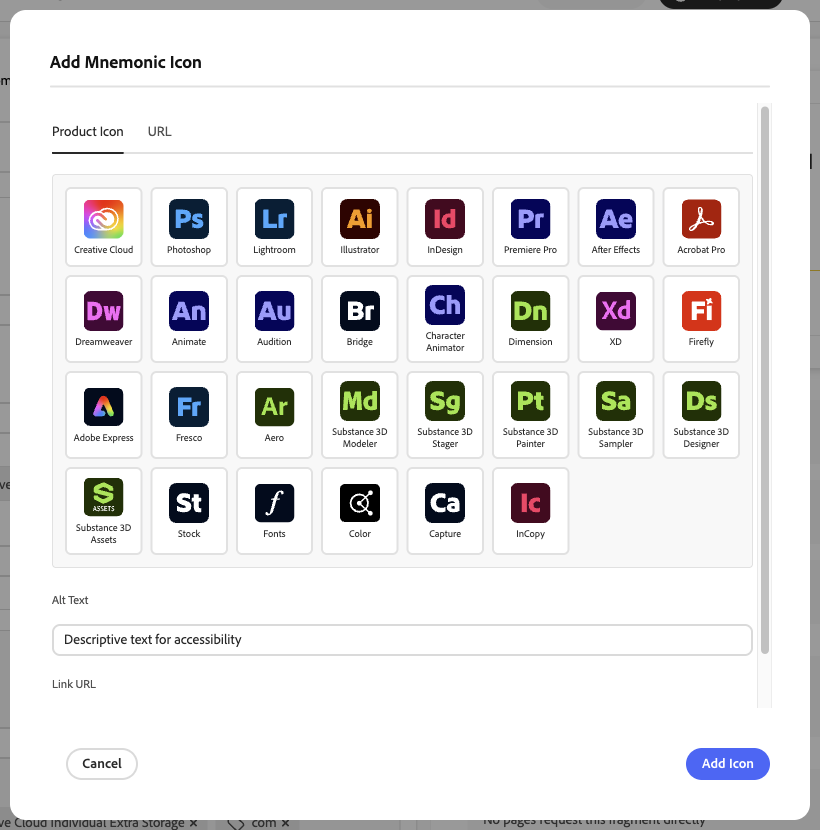 Add Mnemonic Icon
Product Icon URL
Ps Lr Ai Id Pr Ae
Creative Cloud Photoshop Lightroom Illustrator InDesign Premiere Pro After Effects Acrobat Pro
Dw An Au Br Ch Dn Xd Fi
Dreamweaver Animate Audition Bridge Character Animator Dimension XD Firefly
Fr Ar Md Sg Pt Sa Ds
Adobe Express Fresco Aero Substance 3D Modeler Substance 3D Stager Substance 3D Painter Substance 3D Sampler Substance 3D Designer
S ASSETS St f Ca Ic
Substance 3D Assets Stock Fonts Color Capture InCopy
Alt Text
Descriptive text for accessibility
Link URL
Cancel Add Icon
ve Cloud Individual Extra Storage × com × No pages request this fragment directly